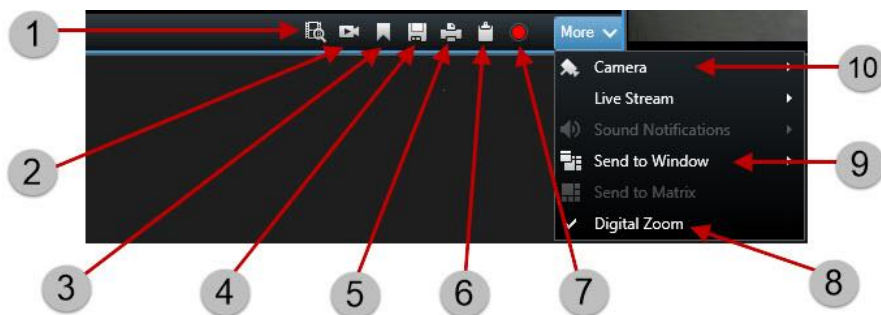 1
More
Camera
10
Live Stream
Sound Notifications
2
Send to Window
9
Send to Matrix
Digital Zoom
3
4
5
6
7
8